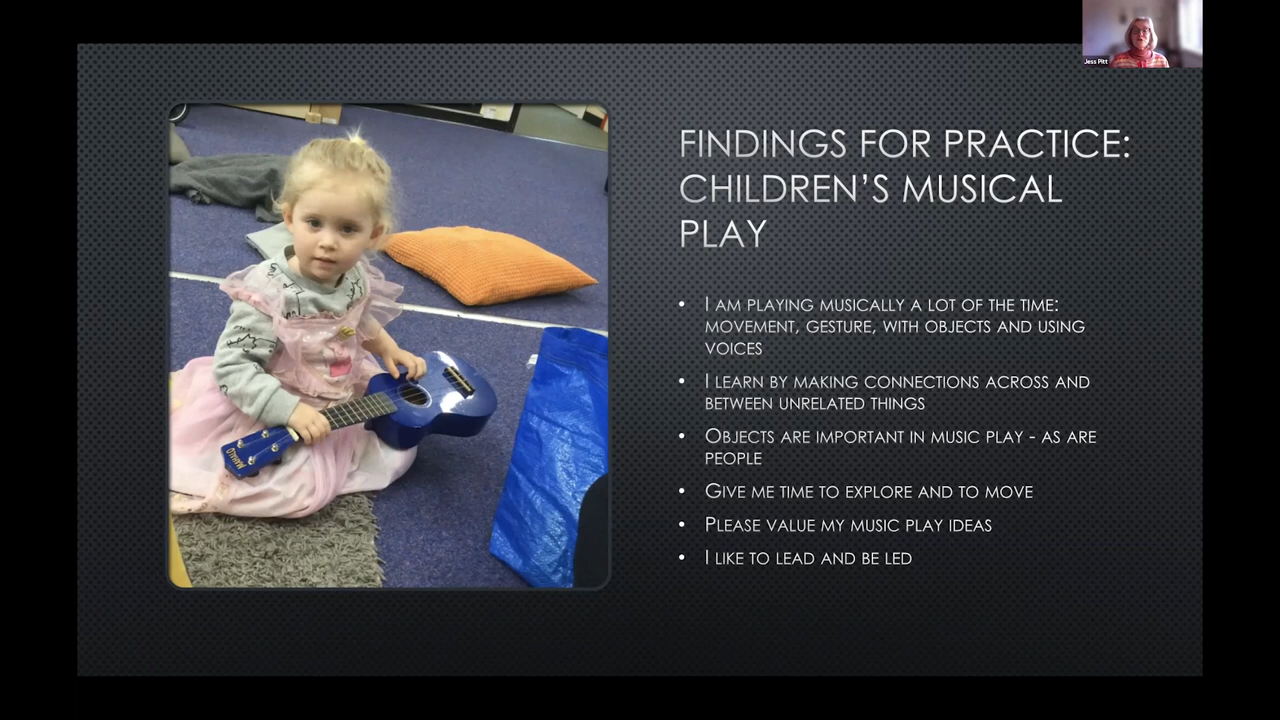 Jess Pitt
FINDINGS FOR PRACTICE:
CHILDREN'S MUSICAL
PLAY
• I AM PLAYING MUSICALLY A LOT OF THE TIME:
MOVEMENT, GESTURE, WITH OBJECTS AND USING
VOICES
• I LEARN BY MAKING CONNECTIONS ACROSS AND
BETWEEN UNRELATED THINGS
• OBJECTS ARE IMPORTANT IN MUSIC PLAY - AS ARE
PEOPLE
• GIVE ME TIME TO EXPLORE AND TO MOVE
• PLEASE VALUE MY MUSIC PLAY IDEAS
• I LIKE TO LEAD AND BE LED
MAHALO